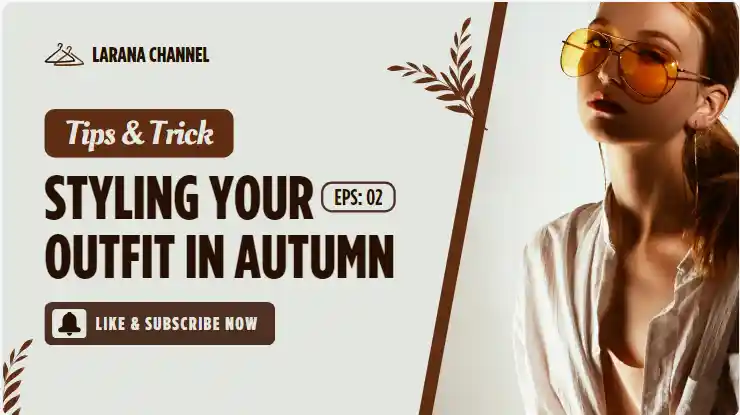 LARANA CHANNEL
Tips & Trick
STYLING YOUR EPS: 02
OUTFIT IN AUTUMN
LIKE & SUBSCRIBE NOW